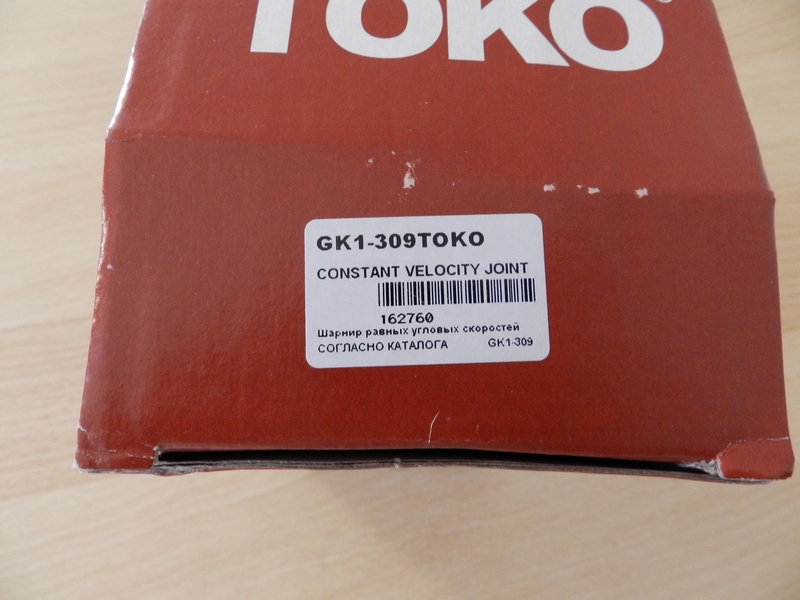 TOKO
GK1-309TOKO
CONSTANT VELOCITY JOINT
162760
Шарнир равных угловых скоростей
СОГЛАСНО КАТАЛОГА GK1-309